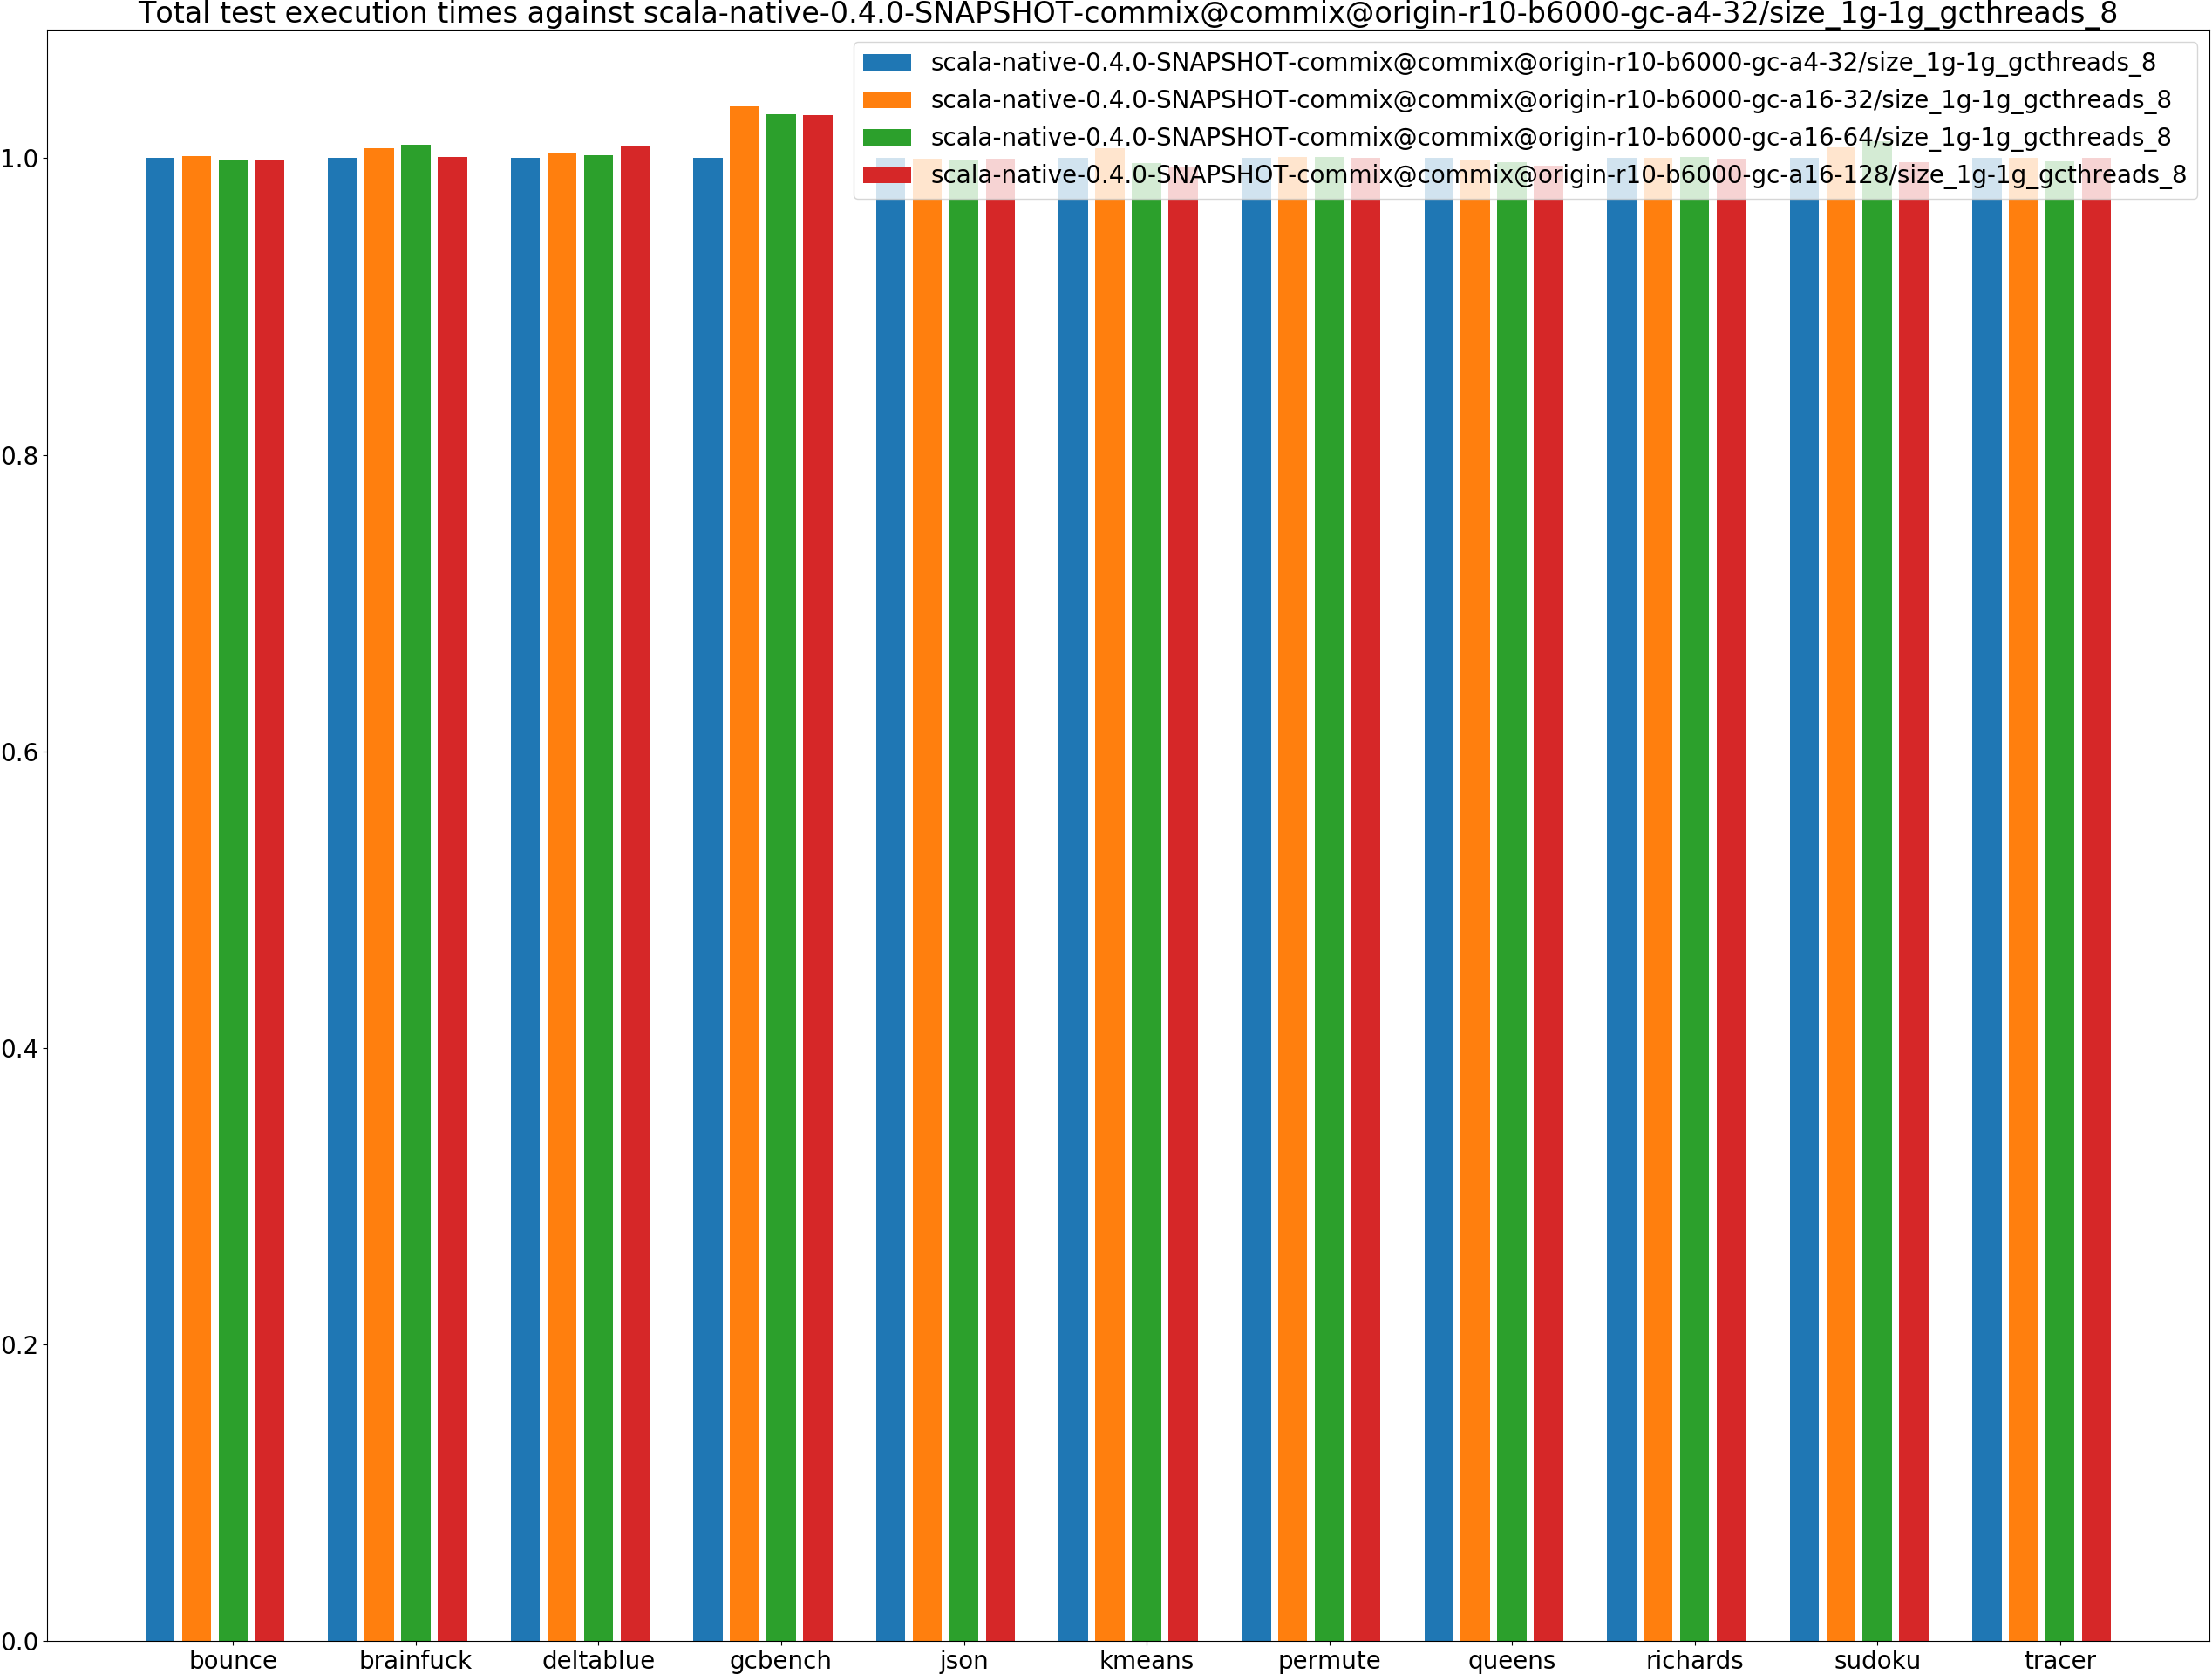 Total test execution times against scala-native-0.4.0-SNAPSHOT-commix@commix@origin-r10-b6000-gc-a4-32/size_1g-1g_gcthreads_8
scala-native-0.4.0-SNAPSHOT-commix@commix@origin-r10-b6000-gc-a4-32/size_1g-1g_gcthreads_8
scala-native-0.4.0-SNAPSHOT-commix@commix@origin-r10-b6000-gc-a16-32/size_1g-1g_gcthreads_8
scala-native-0.4.0-SNAPSHOT-commix@commix@origin-r10-b6000-gc-a16-64/size_1g-1g_gcthreads_8
scala-native-0.4.0-SNAPSHOT-commix@commix@origin-r10-b6000-gc-a16-128/size_1g-1g_gcthreads_8
1.0
0.8
0.6
0.4
0.2
0.0
bounce brainfuck deltablue gcbench json kmeans permute queens richards sudoku tracer